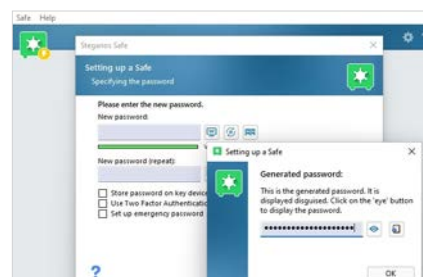 Safe Help
Steganos Safe
Setting up a Safe
Specifying the password
Please enter the new password.
New password:
New password (repeat):
Store password on key device
Use Two Factor Authentication
Set up emergency password
Setting up a Safe
Generated password:
This is the generated password. It is
displayed disguised. Click on the 'eye' button
to display the password.
OK